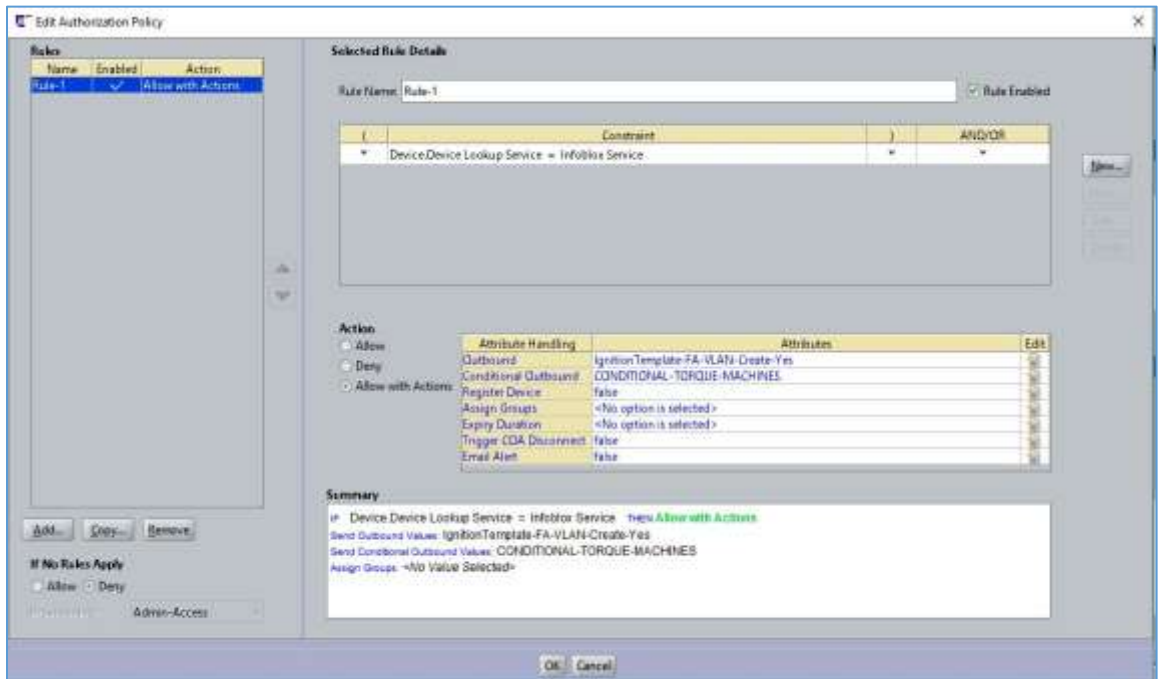 Edit Authorization Policy
Rules
Name Enabled Action
Rule-1 Allow with Actions
Add... Copy... Remove
If No Rules Apply
Allow Deny
Admin-Access
Selected Rule Details
Rule Name: Rule-1 Rule Enabled
( Constraint ) AND/OR
Device.Device Lookup Service = Infoblox Service
New...
Action
Allow
Deny
Allow with Actions
Attribute Handling Attributes Edit
Outbound IgnitionTemplate-FA-VLAN-Create-Yes
Conditional Outbound CONDITIONAL-TORQUE-MACHINES
Register Device false
Assign Groups <No option is selected>
Expiry Duration <No option is selected>
Trigger COA Disconnect false
Email Alert false
Summary
IF Device.Device Lookup Service = Infoblox Service THEN Allow with Actions
Send Outbound Values: IgnitionTemplate-FA-VLAN-Create-Yes
Send Conditional Outbound Values: CONDITIONAL-TORQUE-MACHINES
Assign Groups: <No Value Selected>
OK Cancel